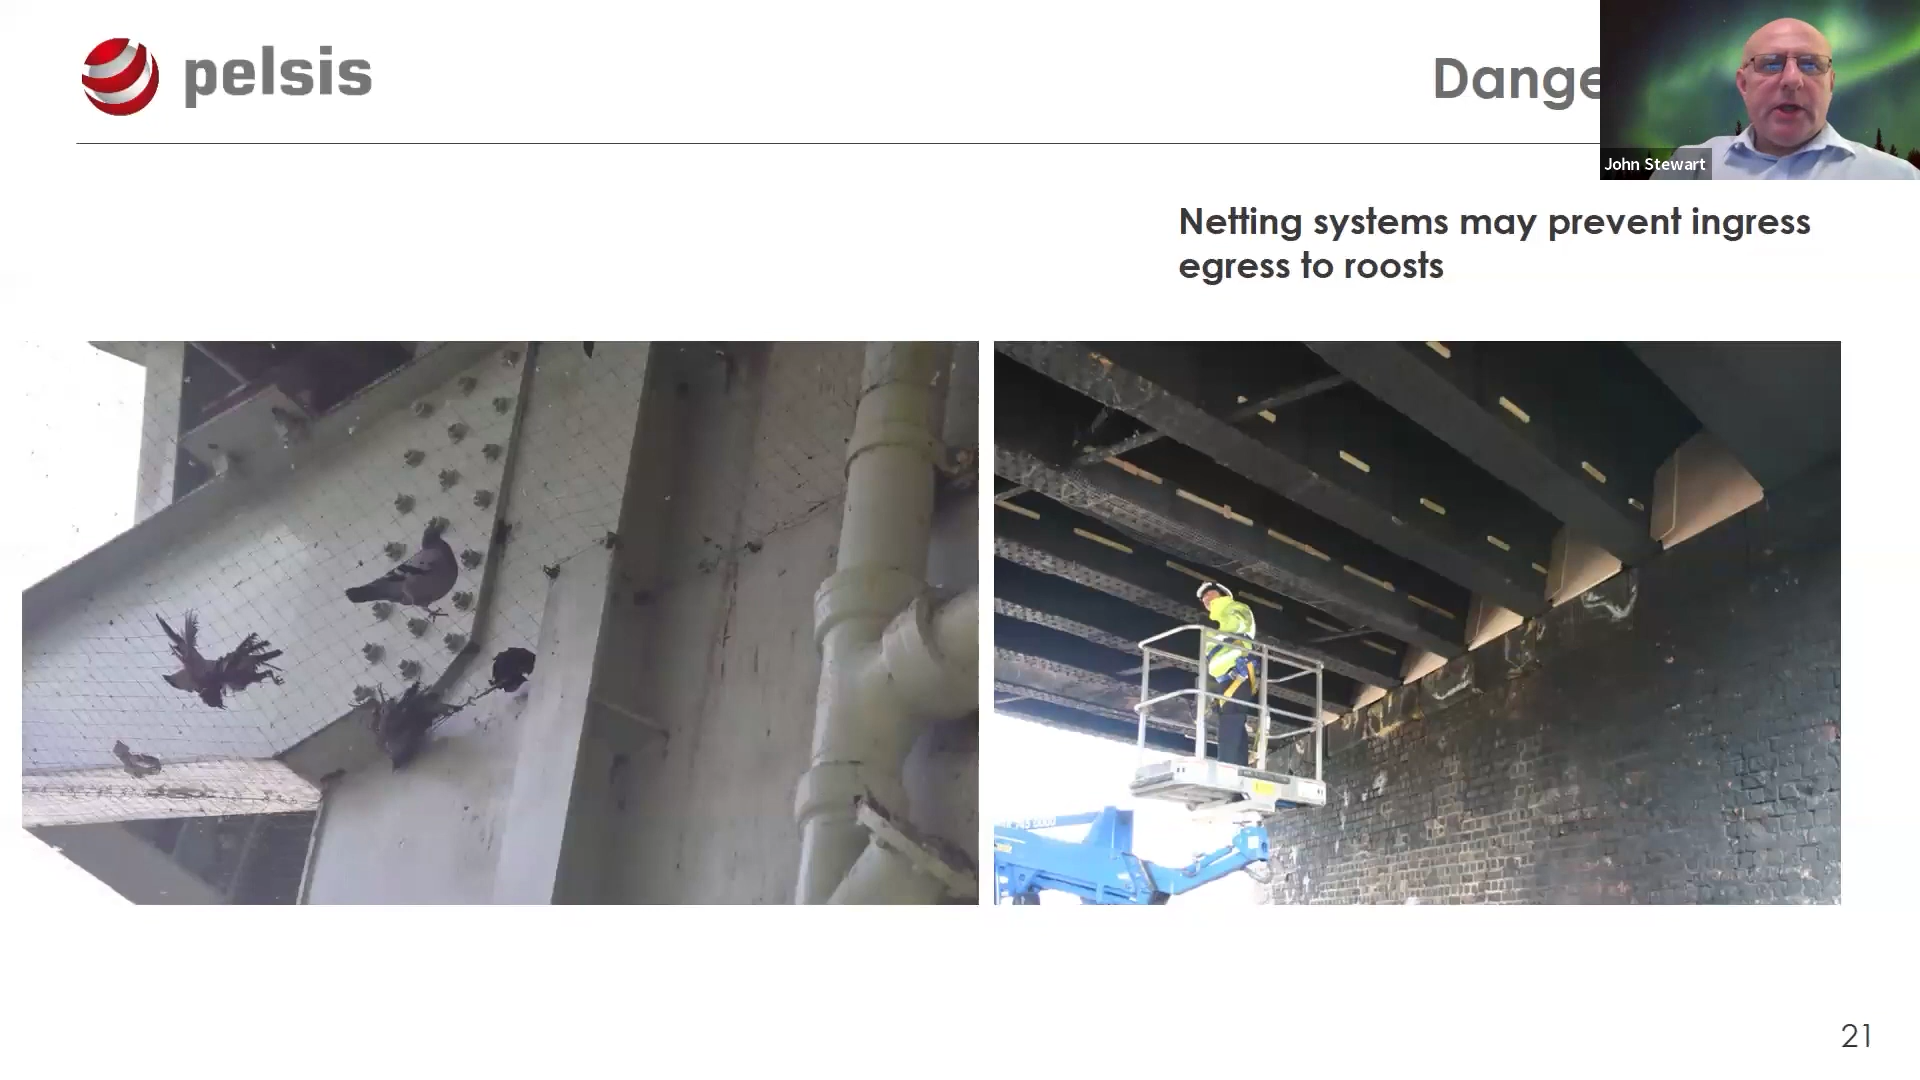 pelsis
Dange
John Stewart
Netting systems may prevent ingress
egress to roosts
21